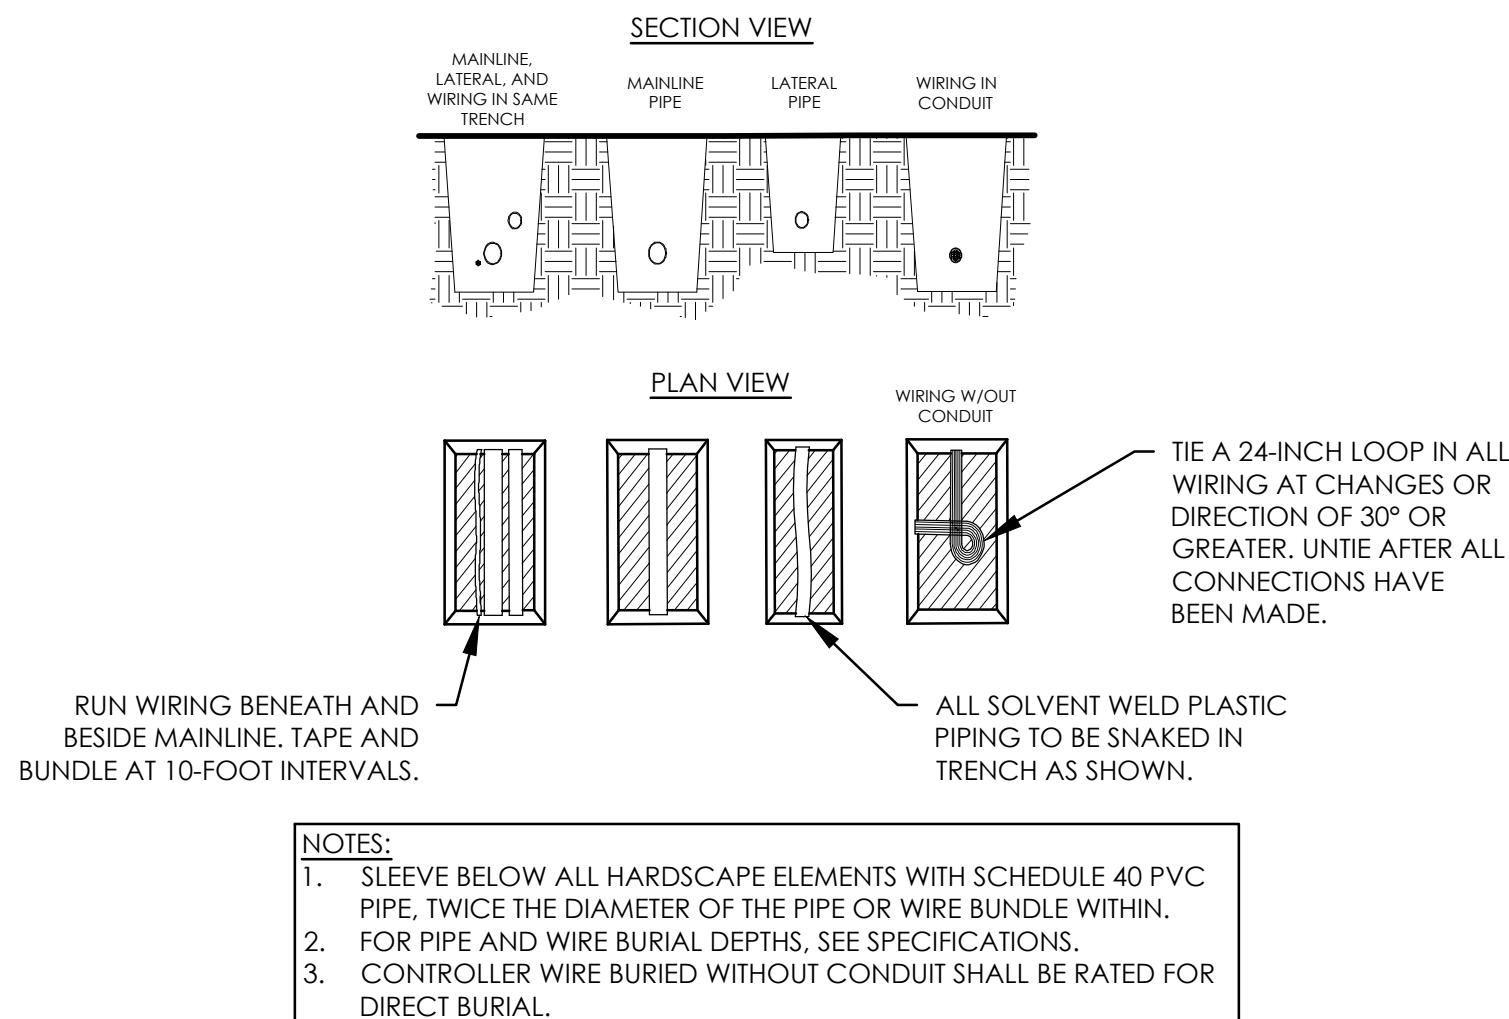 SECTION VIEW
MAINLINE,
LATERAL, AND
WIRING IN SAME
TRENCH
MAINLINE
PIPE
LATERAL
PIPE
WIRING IN
CONDUIT
PLAN VIEW
WIRING W/OUT
CONDUIT
TIE A 24-INCH LOOP IN ALL
WIRING AT CHANGES OR
DIRECTION OF 30° OR
GREATER. UNTIE AFTER ALL
CONNECTIONS HAVE
BEEN MADE.
RUN WIRING BENEATH AND
BESIDE MAINLINE. TAPE AND
BUNDLE AT 10-FOOT INTERVALS.
ALL SOLVENT WELD PLASTIC
PIPING TO BE SNAKED IN
TRENCH AS SHOWN.
NOTES:
1. SLEEVE BELOW ALL HARDSCAPE ELEMENTS WITH SCHEDULE 40 PVC
PIPE, TWICE THE DIAMETER OF THE PIPE OR WIRE BUNDLE WITHIN.
2. FOR PIPE AND WIRE BURIAL DEPTHS, SEE SPECIFICATIONS.
3. CONTROLLER WIRE BURIED WITHOUT CONDUIT SHALL BE RATED FOR
DIRECT BURIAL.